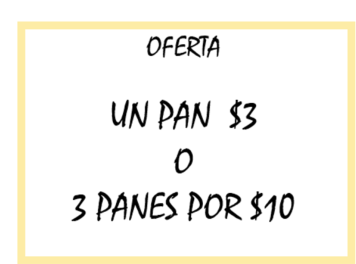 OFERTA
UN PAN $3
O
3 PANES POR $10